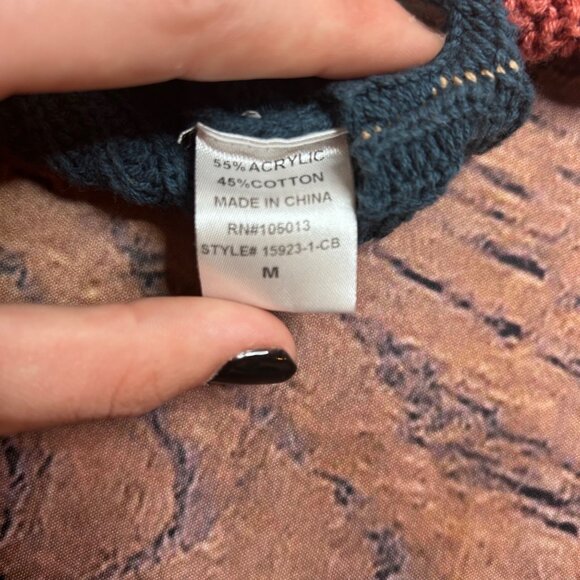 55% ACRYLIC
45%COTTON
MADE IN CHINA
RN#105013
STYLE# 15923-1-CB
M